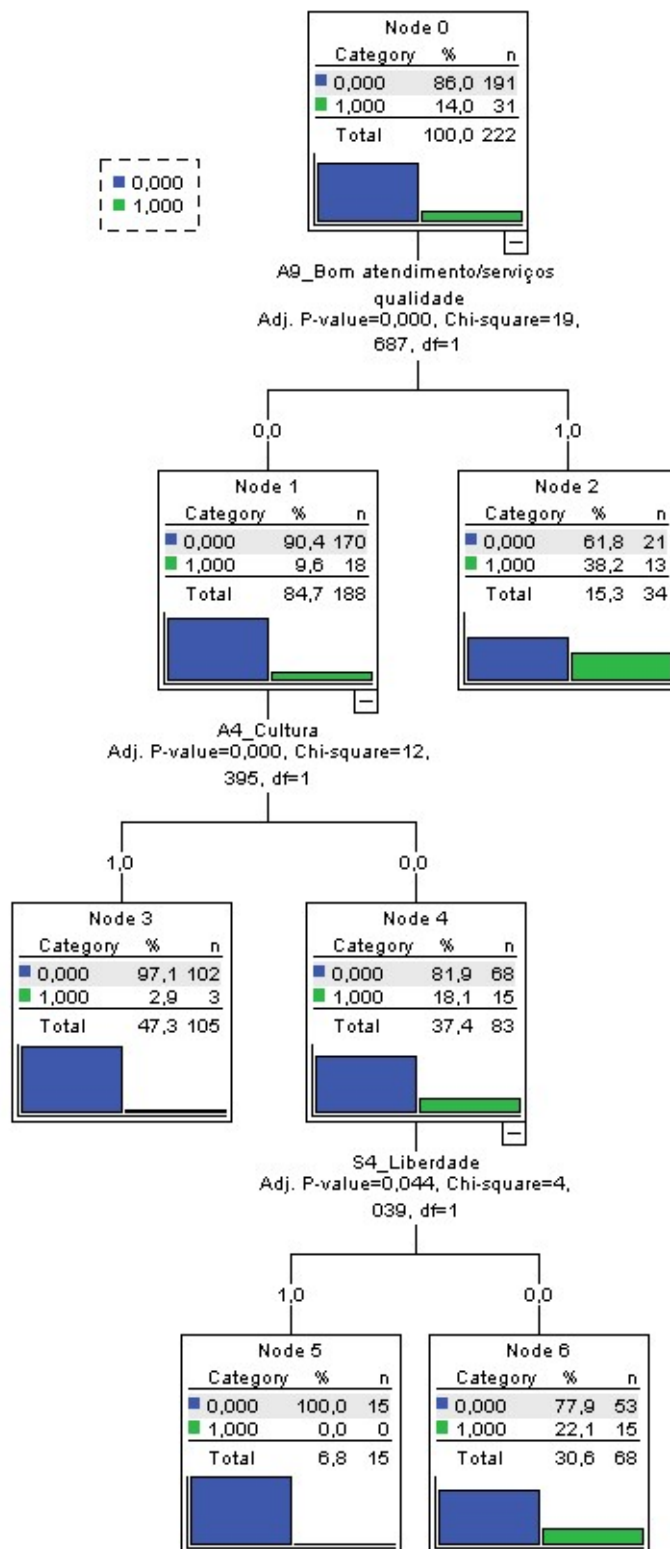 Node 0
Category % n
0,000 86,0 191
1,000 14,0 31
Total 100,0 222
0,000
1,000
A9_Bom atendimento/serviços
qualidade
Adj. P-value=0,000, Chi-square=19,
687, df=1
0,0
1,0
Node 1
Category % n
0,000 90,4 170
1,000 9,6 18
Total 84,7 188
Node 2
Category % n
0,000 61,8 21
1,000 38,2 13
Total 15,3 34
A4_Cultura
Adj. P-value=0,000, Chi-square=12,
395, df=1
1,0
0,0
Node 3
Category % n
0,000 97,1 102
1,000 2,9 3
Total 47,3 105
Node 4
Category % n
0,000 81,9 68
1,000 18,1 15
Total 37,4 83
S4_Liberdade
Adj. P-value=0,044, Chi-square=4,
039, df=1
1,0
0,0
Node 5
Category % n
0,000 100,0 15
1,000 0,0 0
Total 6,8 15
Node 6
Category % n
0,000 77,9 53
1,000 22,1 15
Total 30,6 68